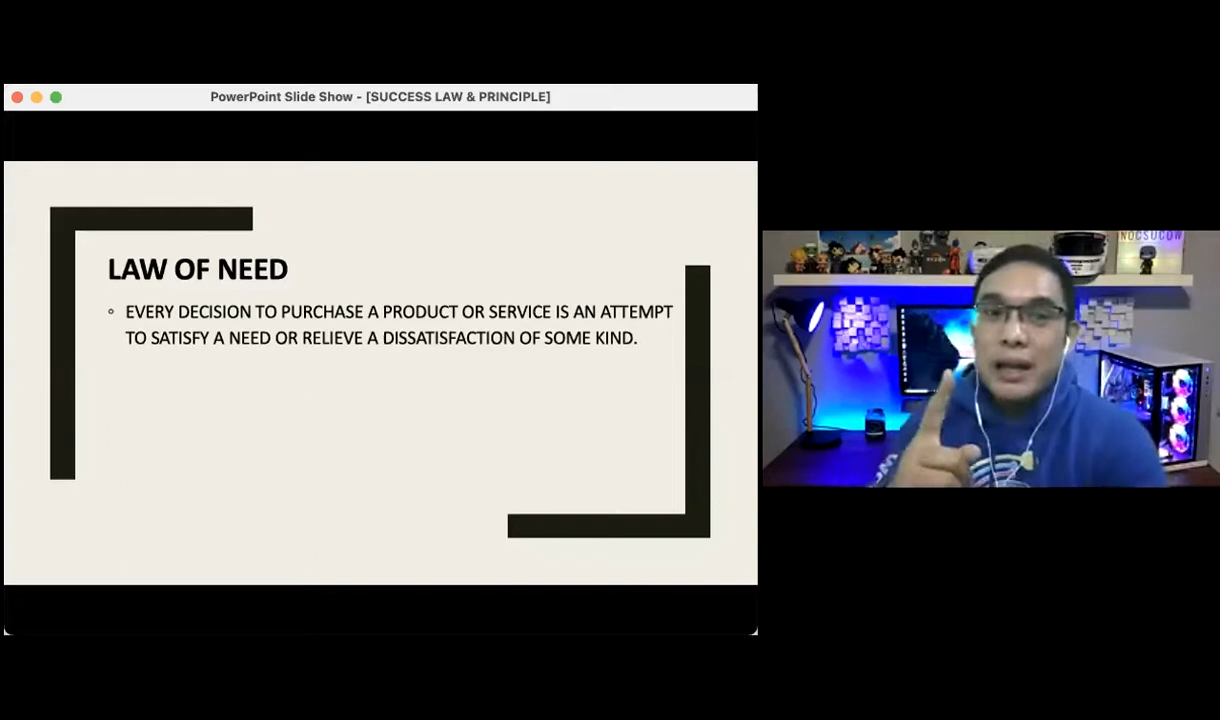 PowerPoint Slide Show - [SUCCESS LAW & PRINCIPLE]
LAW OF NEED
◦ EVERY DECISION TO PURCHASE A PRODUCT OR SERVICE IS AN ATTEMPT
TO SATISFY A NEED OR RELIEVE A DISSATISFACTION OF SOME KIND.
RYZEN